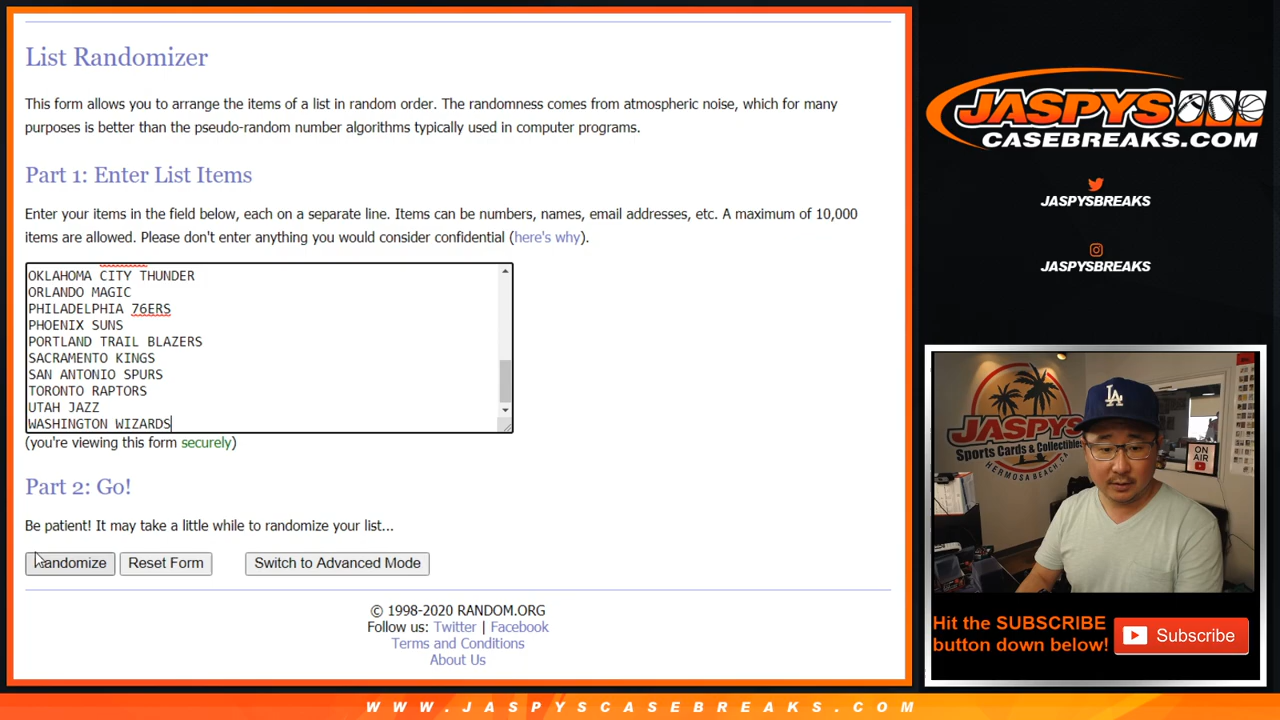 List Randomizer
This form allows you to arrange the items of a list in random order. The randomness comes from atmospheric noise, which for many
purposes is better than the pseudo-random number algorithms typically used in computer programs.
Part 1: Enter List Items
Enter your items in the field below, each on a separate line. Items can be numbers, names, email addresses, etc. A maximum of 10,000
items are allowed. Please don't enter anything you would consider confidential (here's why).
OKLAHOMA CITY THUNDER
ORLANDO MAGIC
PHILADELPHIA 76ERS
PHOENIX SUNS
PORTLAND TRAIL BLAZERS
SACRAMENTO KINGS
SAN ANTONIO SPURS
TORONTO RAPTORS
UTAH JAZZ
WASHINGTON WIZARDS
(you're viewing this form securely)
Part 2: Go!
Be patient! It may take a little while to randomize your list...
Randomize Reset Form Switch to Advanced Mode
© 1998-2020 RANDOM.ORG
Follow us: Twitter | Facebook
Terms and Conditions
About Us
JASPYS
CASEBREAKS.COM
JASPYSBREAKS
JASPYSBREAKS
JASPYS
Sports Cards & Collectibles
HERMOSA BEACH, CA
LA
ON
AIR
Hit the SUBSCRIBE
button down below!
Subscribe
WWW.JASPYSCASEBREAKS.COM